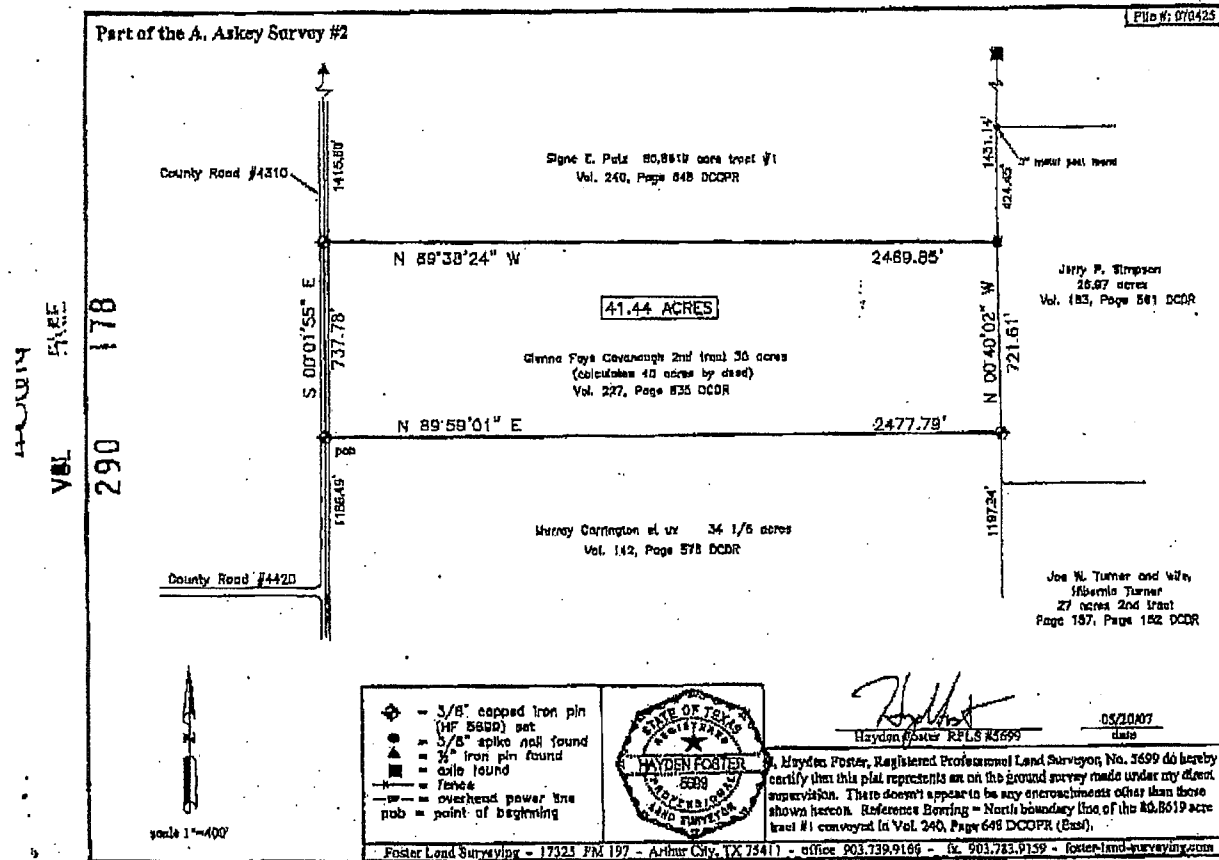 File #: 070425
Part of the A. Askey Survey #2
County Road #4310
1415.80'
Signe E. Pulz 80.8619 acre tract #1
Vol. 240, Page 648 DCOPR
1431.14'
424.45'
metal post found
N 89°38'24" W
2469.85'
41.44 ACRES
S 00°01'55" E
737.78'
N 00°40'02" W
721.61'
Jerry P. Simpson
26.97 acres
Vol. 183, Page 581 DCDR
Glenna Faye Cavanaugh 2nd tract 30 acres
(calculates 40 acres by deed)
Vol. 227, Page 835 DCDR
N 89°59'01" E
2477.79'
pob
1186.49'
1197.24'
Murray Carrington et ux 34 1/6 acres
Vol. 142, Page 578 DCDR
County Road #4420
Joe W. Turner and wife,
Hibernia Turner
27 acres 2nd tract
Page 187, Page 182 DCDR
VOL
290
178
scale 1"=400'
= 3/8" capped iron pin
(HF 5699) set
= 3/8" spike nail found
= iron pin found
= axle found
= fence
= overhead power line
pob = point of beginning
STATE OF TEXAS
REGISTERED
HAYDEN FOSTER
5699
PROFESSIONAL
LAND SURVEYOR
Hayden Foster RPLS #5699
05/20/07
date
I, Hayden Foster, Registered Professional Land Surveyor, No. 5699 do hereby
certify that this plat represents an on the ground survey made under my direct
supervision. There doesn't appear to be any encroachments other than those
shown hereon. Reference Bearing = North boundary line of the 80.8619 acre
tract #1 conveyed in Vol. 240, Page 648 DCOPR (East).
Foster Land Surveying - 17325 FM 197 - Arthur City, TX 75411 - office 903.739.9166 - fx. 903.783.9159 - foster-land-surveying.com